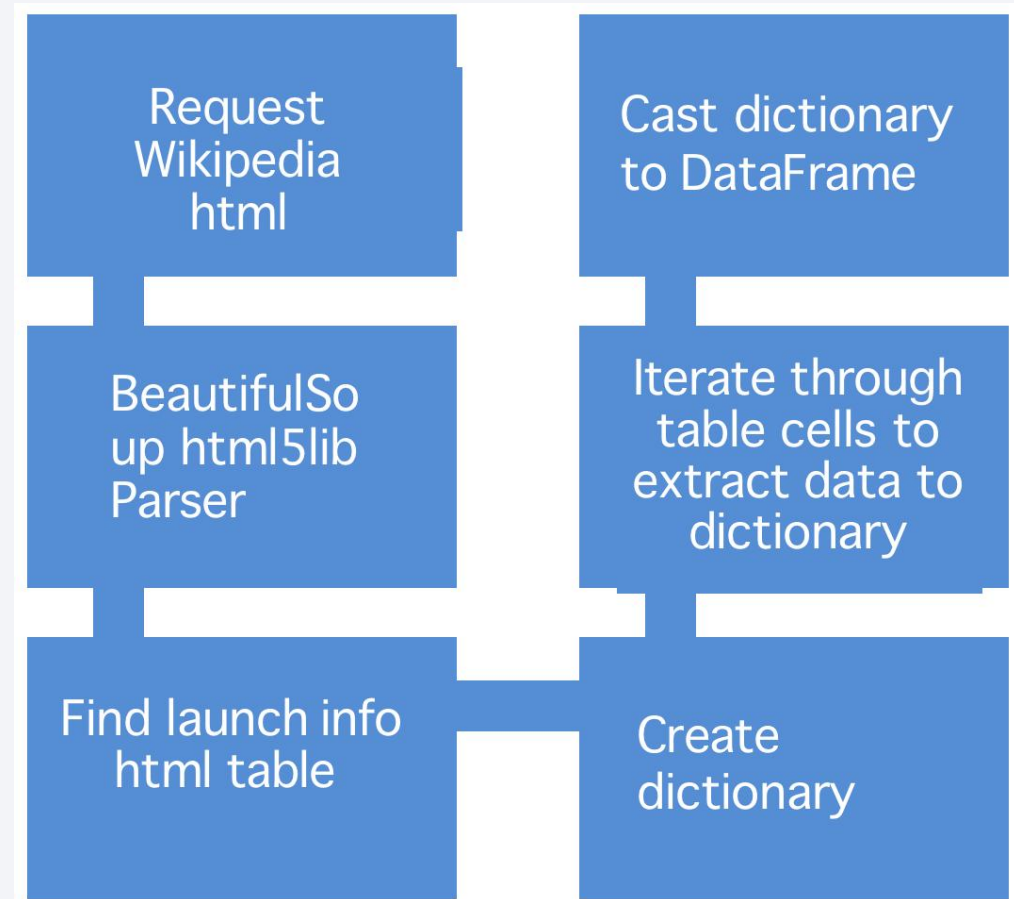 Request
Wikipedia
html
BeautifulSo
up html5lib
Parser
Find launch info
html table
Create
dictionary
Iterate through
table cells to
extract data to
dictionary
Cast dictionary
to DataFrame